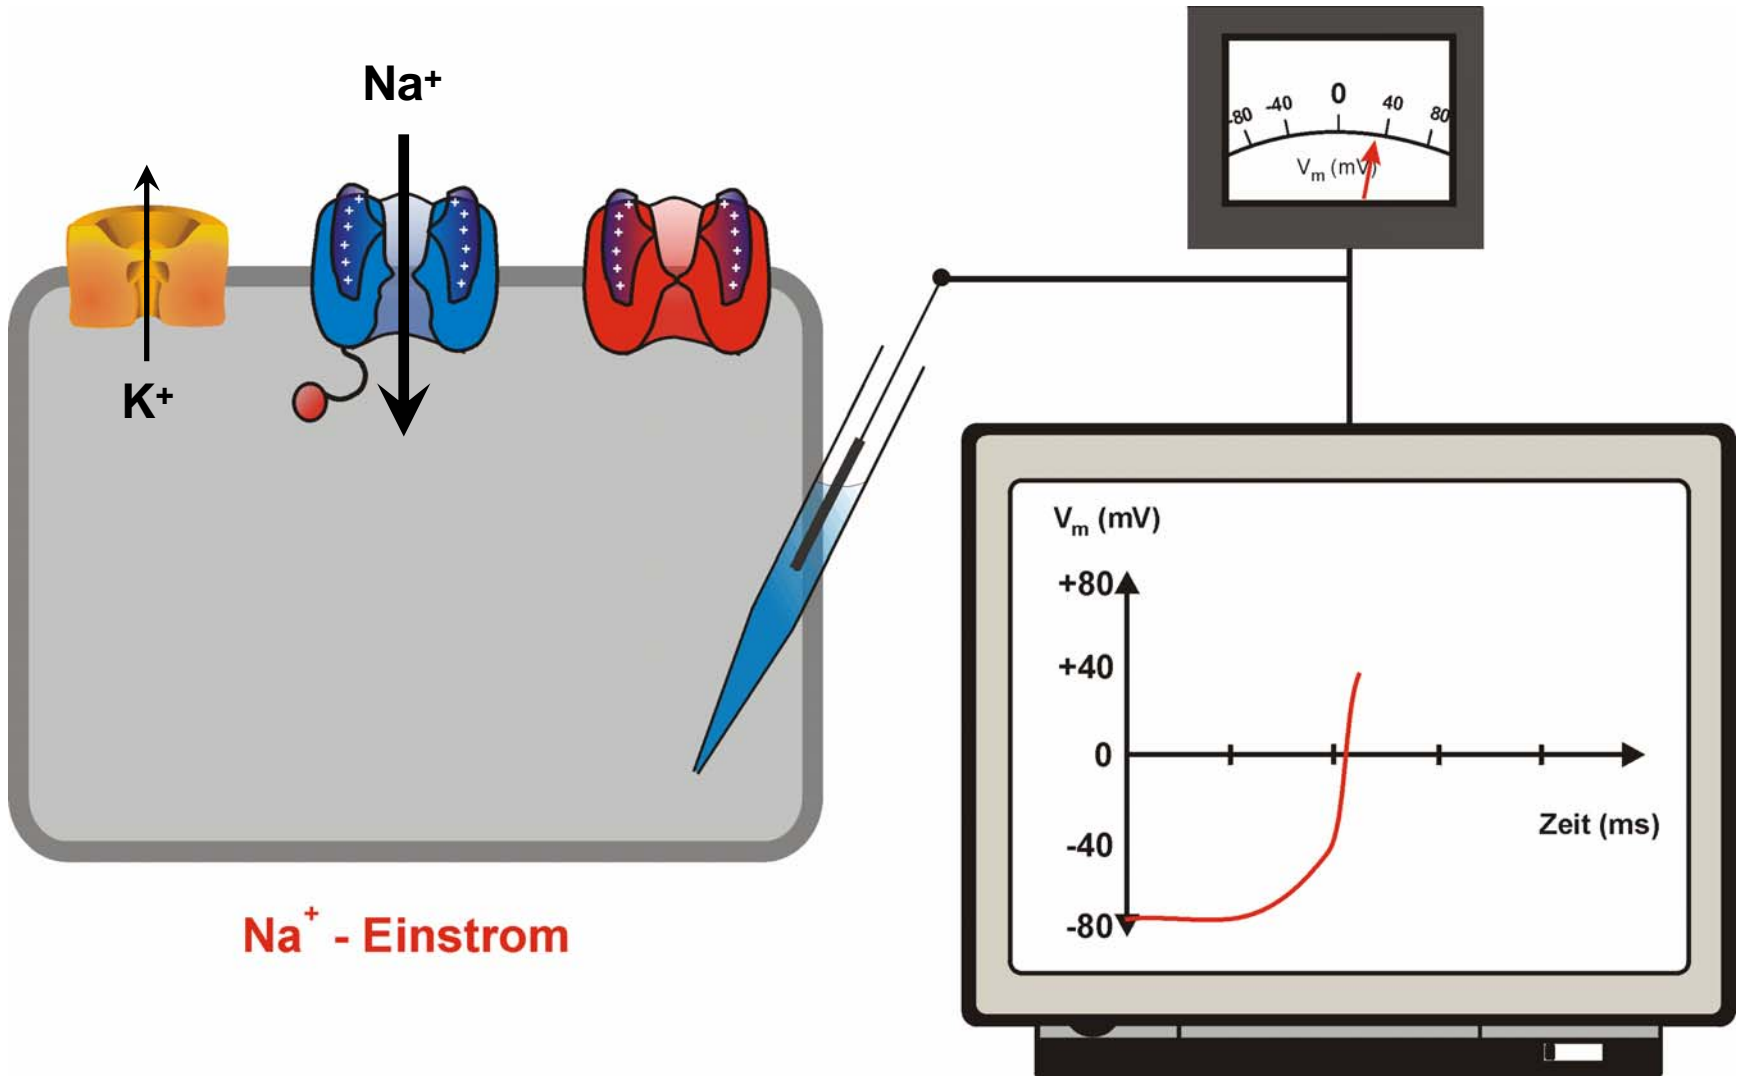 Na⁺
K⁺
Na⁺ - Einstrom
-80 -40 0 40 80
Vm (mV)
Vm (mV)
+80
+40
0
-40
-80
Zeit (ms)